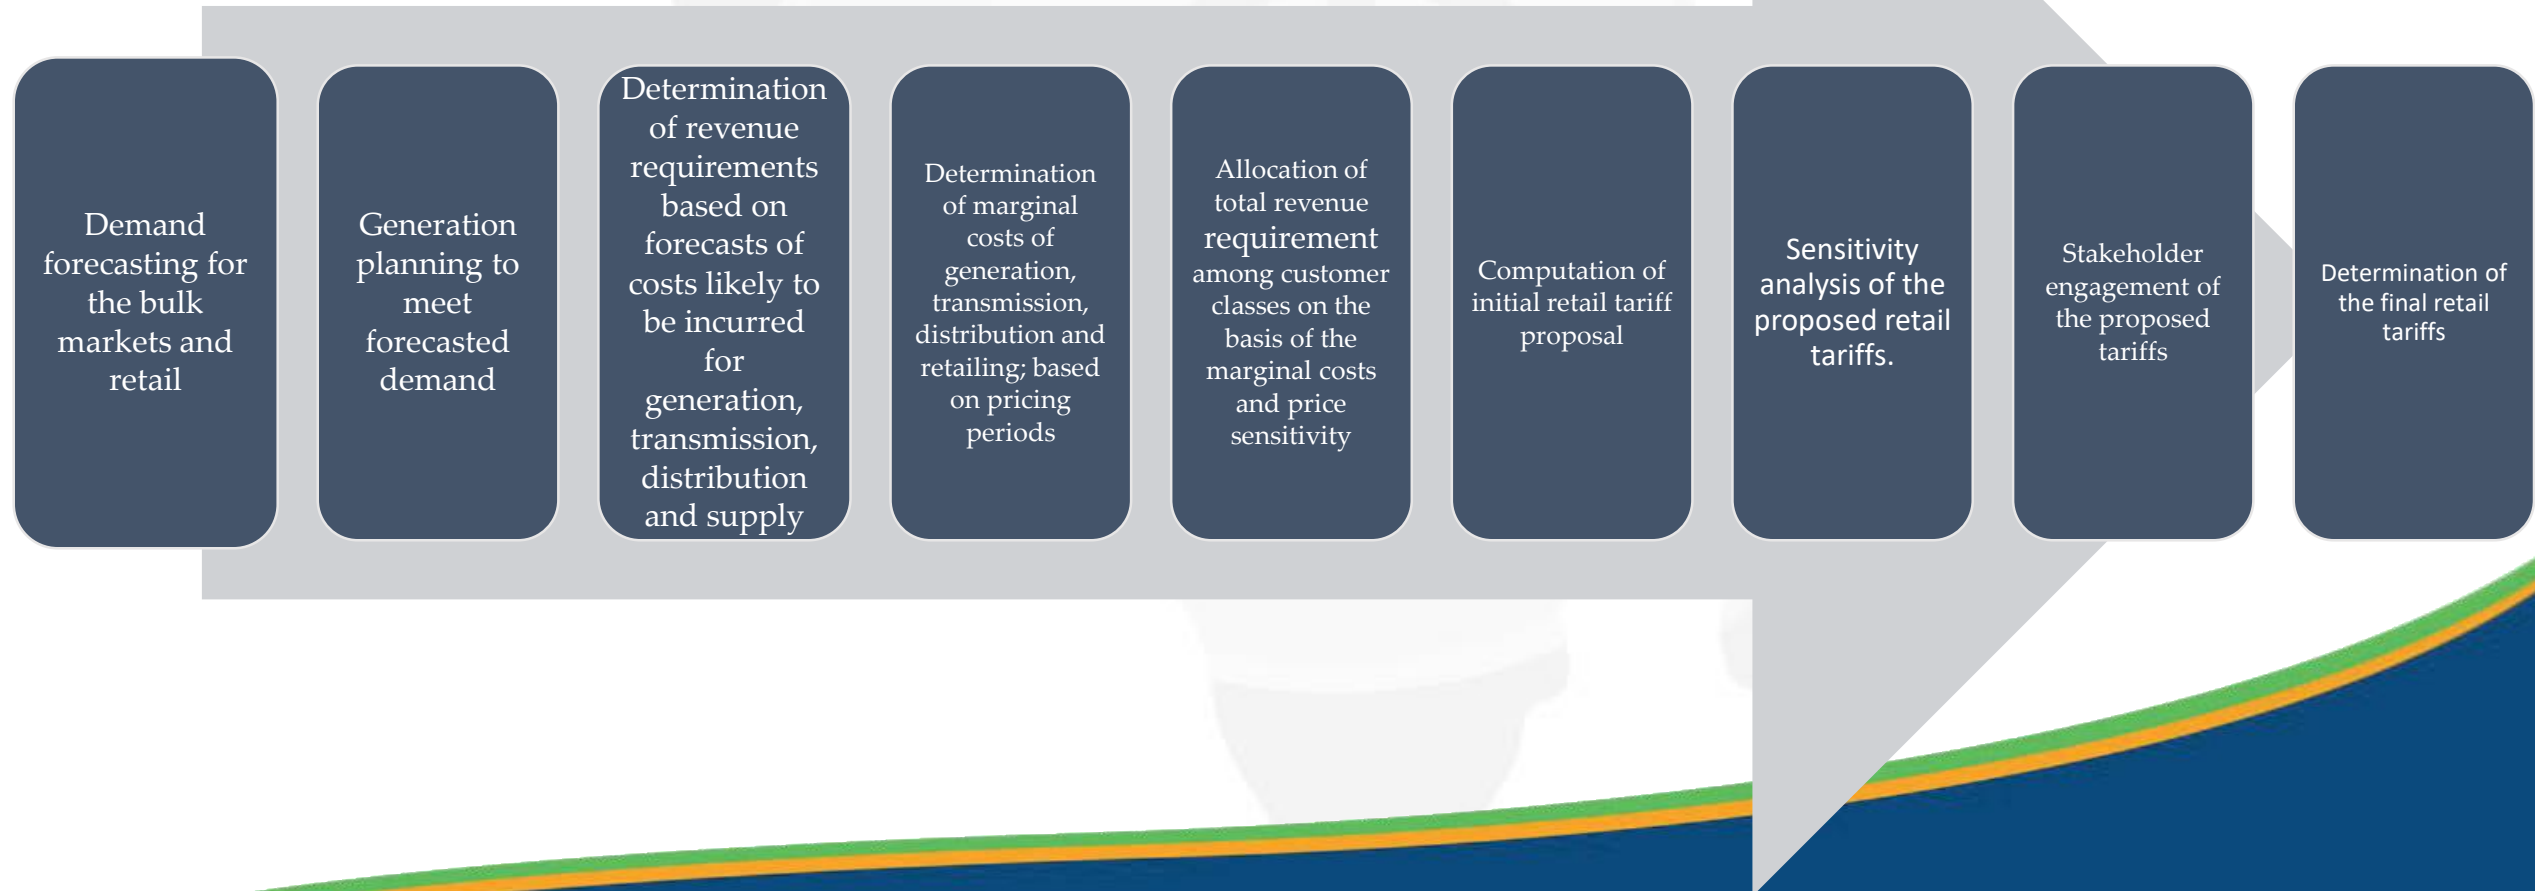 Demand
forecasting for
the bulk
markets and
retail
Generation
planning to
meet
forecasted
demand
Determination
of revenue
requirements
based on
forecasts of
costs likely to
be incurred
for
generation,
transmission,
distribution
and supply
Determination
of marginal
costs of
generation,
transmission,
distribution and
retailing; based
on pricing
periods
Allocation of
total revenue
requirement
among customer
classes on the
basis of the
marginal costs
and price
sensitivity
Computation of
initial retail tariff
proposal
Sensitivity
analysis of the
proposed retail
tariffs.
Stakeholder
engagement of
the proposed
tariffs
Determination of
the final retail
tariffs